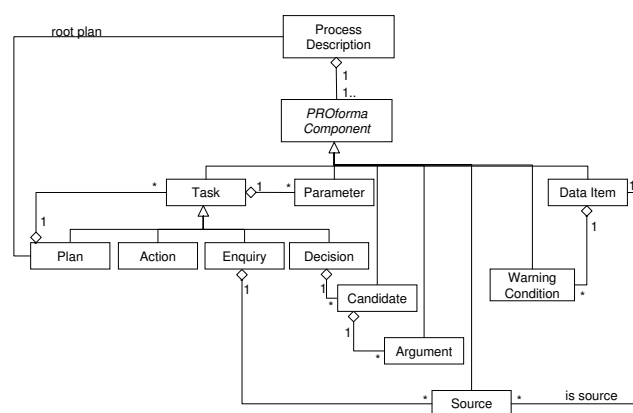 Process
Description
root plan
1
1..
PROforma
Component
* Task 1 * Parameter
Data Item 1
1
1
Plan
Action
Enquiry
Decision
1
1
*
Candidate
Warning
Condition
*
1
*
Argument
* Source * is source